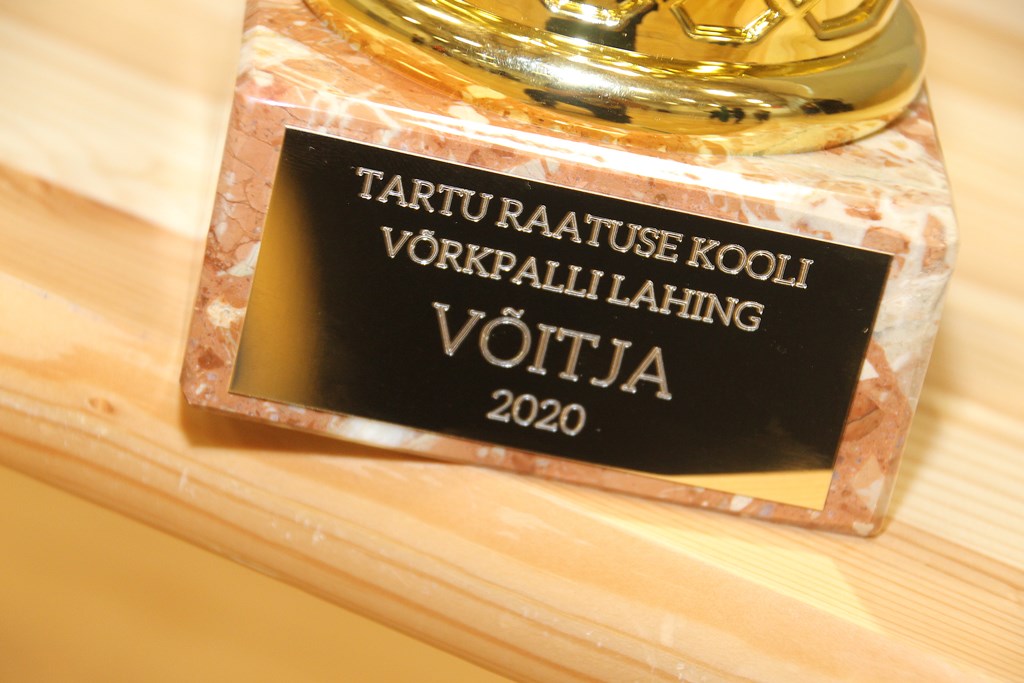 TARTU RAATUSE KOOLI
VÕRKPALLI LAHING
VÕITJA
2020